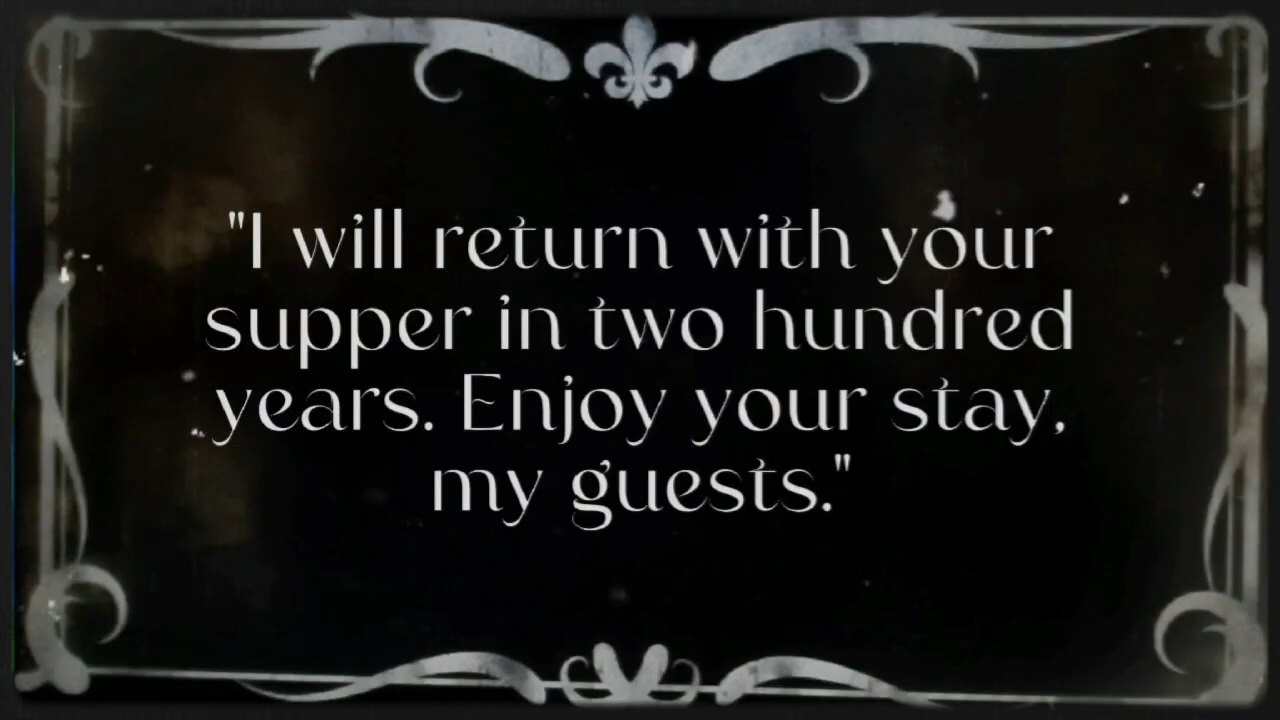 "I will return with your
supper in two hundred
years. Enjoy your stay,
my guests."